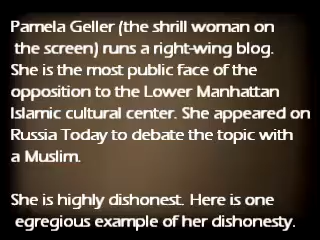 Pamela Geller (the shrill woman on
the screen) runs a right-wing blog.
She is the most public face of the
opposition to the Lower Manhattan
Islamic cultural center. She appeared on
Russia Today to debate the topic with
a Muslim.
She is highly dishonest. Here is one
egregious example of her dishonesty.